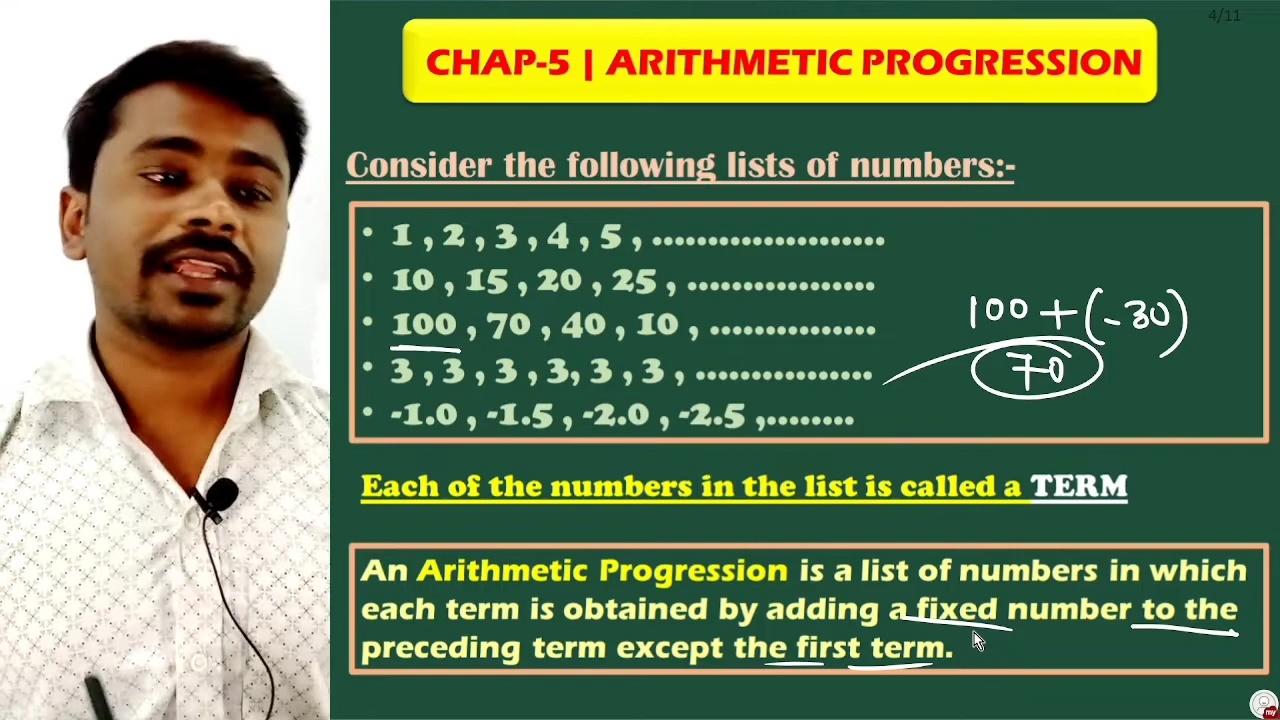 4/11
CHAP-5 | ARITHMETIC PROGRESSION
Consider the following lists of numbers:-
• 1 , 2 , 3 , 4 , 5 , .....................
• 10 , 15 , 20 , 25 , .................
• 100 , 70 , 40 , 10 , ...............
• 3 , 3 , 3 , 3, 3 , 3 , ................
• -1.0 , -1.5 , -2.0 , -2.5 ,........
100 + (-30)
70
Each of the numbers in the list is called a TERM
An Arithmetic Progression is a list of numbers in which
each term is obtained by adding a fixed number to the
preceding term except the first term.
my